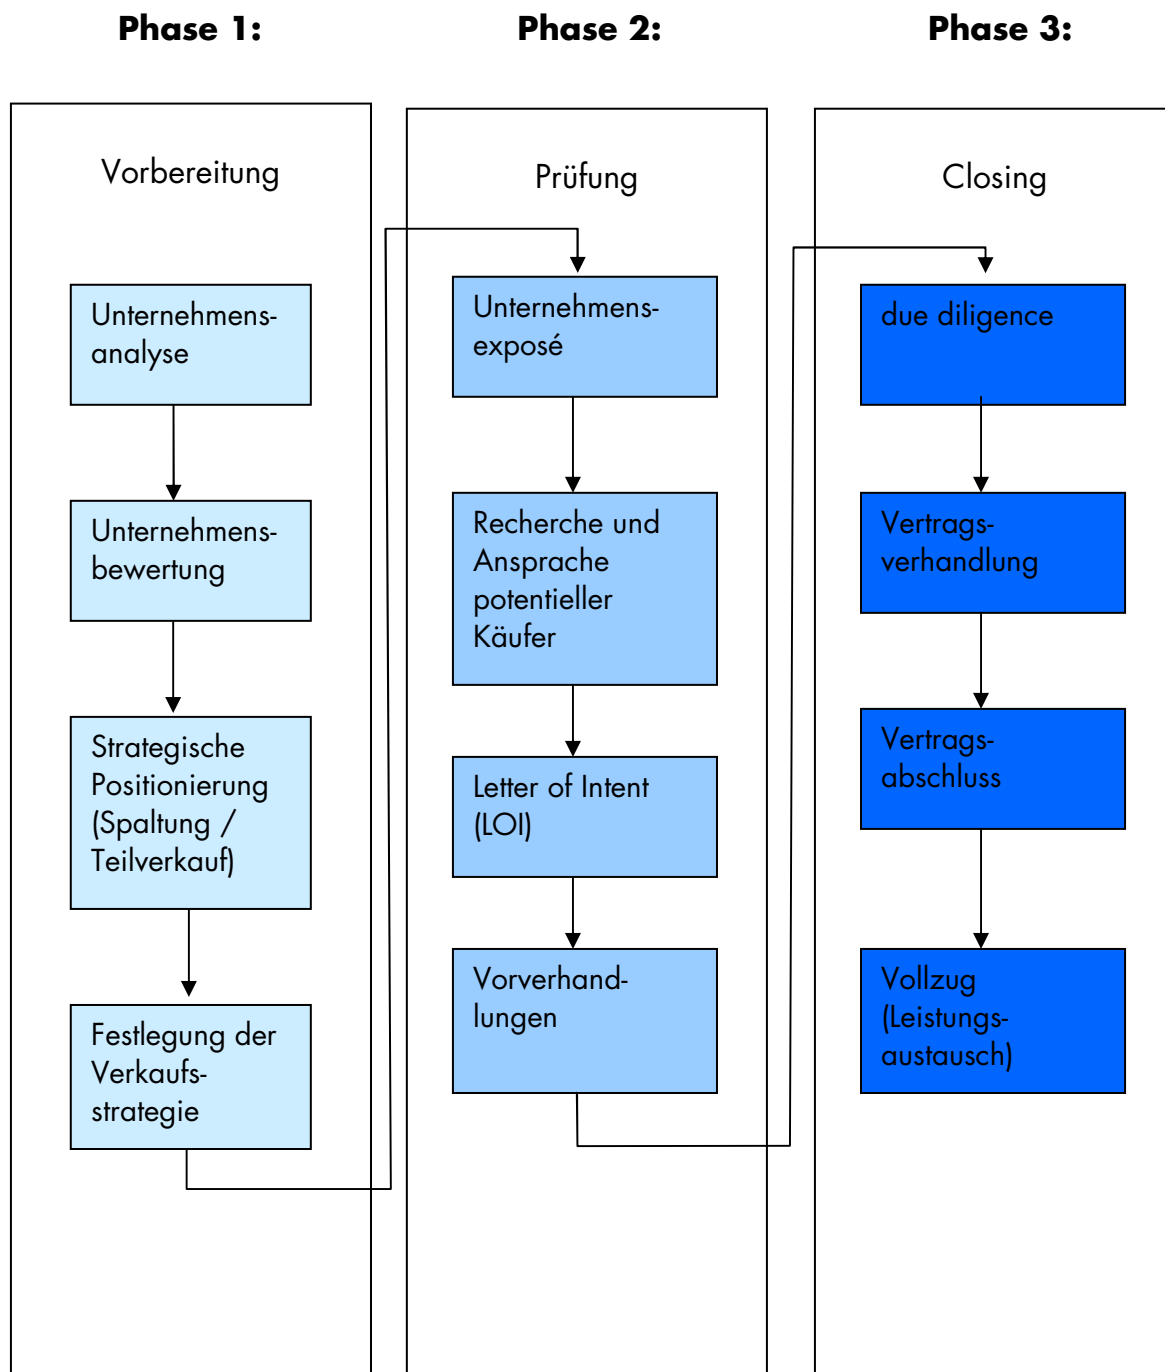 Phase 1:
Phase 2:
Phase 3:
Vorbereitung
Unternehmens-
analyse
Unternehmens-
bewertung
Strategische
Positionierung
(Spaltung /
Teilverkauf)
Festlegung der
Verkaufs-
strategie
Prüfung
Unternehmens-
exposé
Recherche und
Ansprache
potentieller
Käufer
Letter of Intent
(LOI)
Vorverhand-
lungen
Closing
due diligence
Vertrags-
verhandlung
Vertrags-
abschluss
Vollzug
(Leistungs-
austausch)